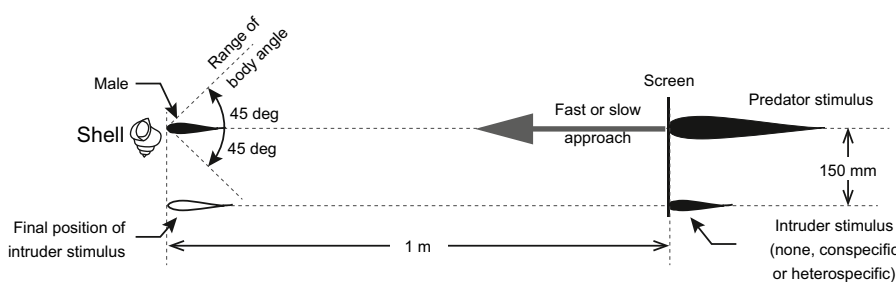 Range of
body angle
Male
Screen
Predator stimulus
45 deg
Fast or slow
approach
Shell
45 deg
150 mm
Final position of
intruder stimulus
1 m
Intruder stimulus
(none, conspecific
or heterospecific)